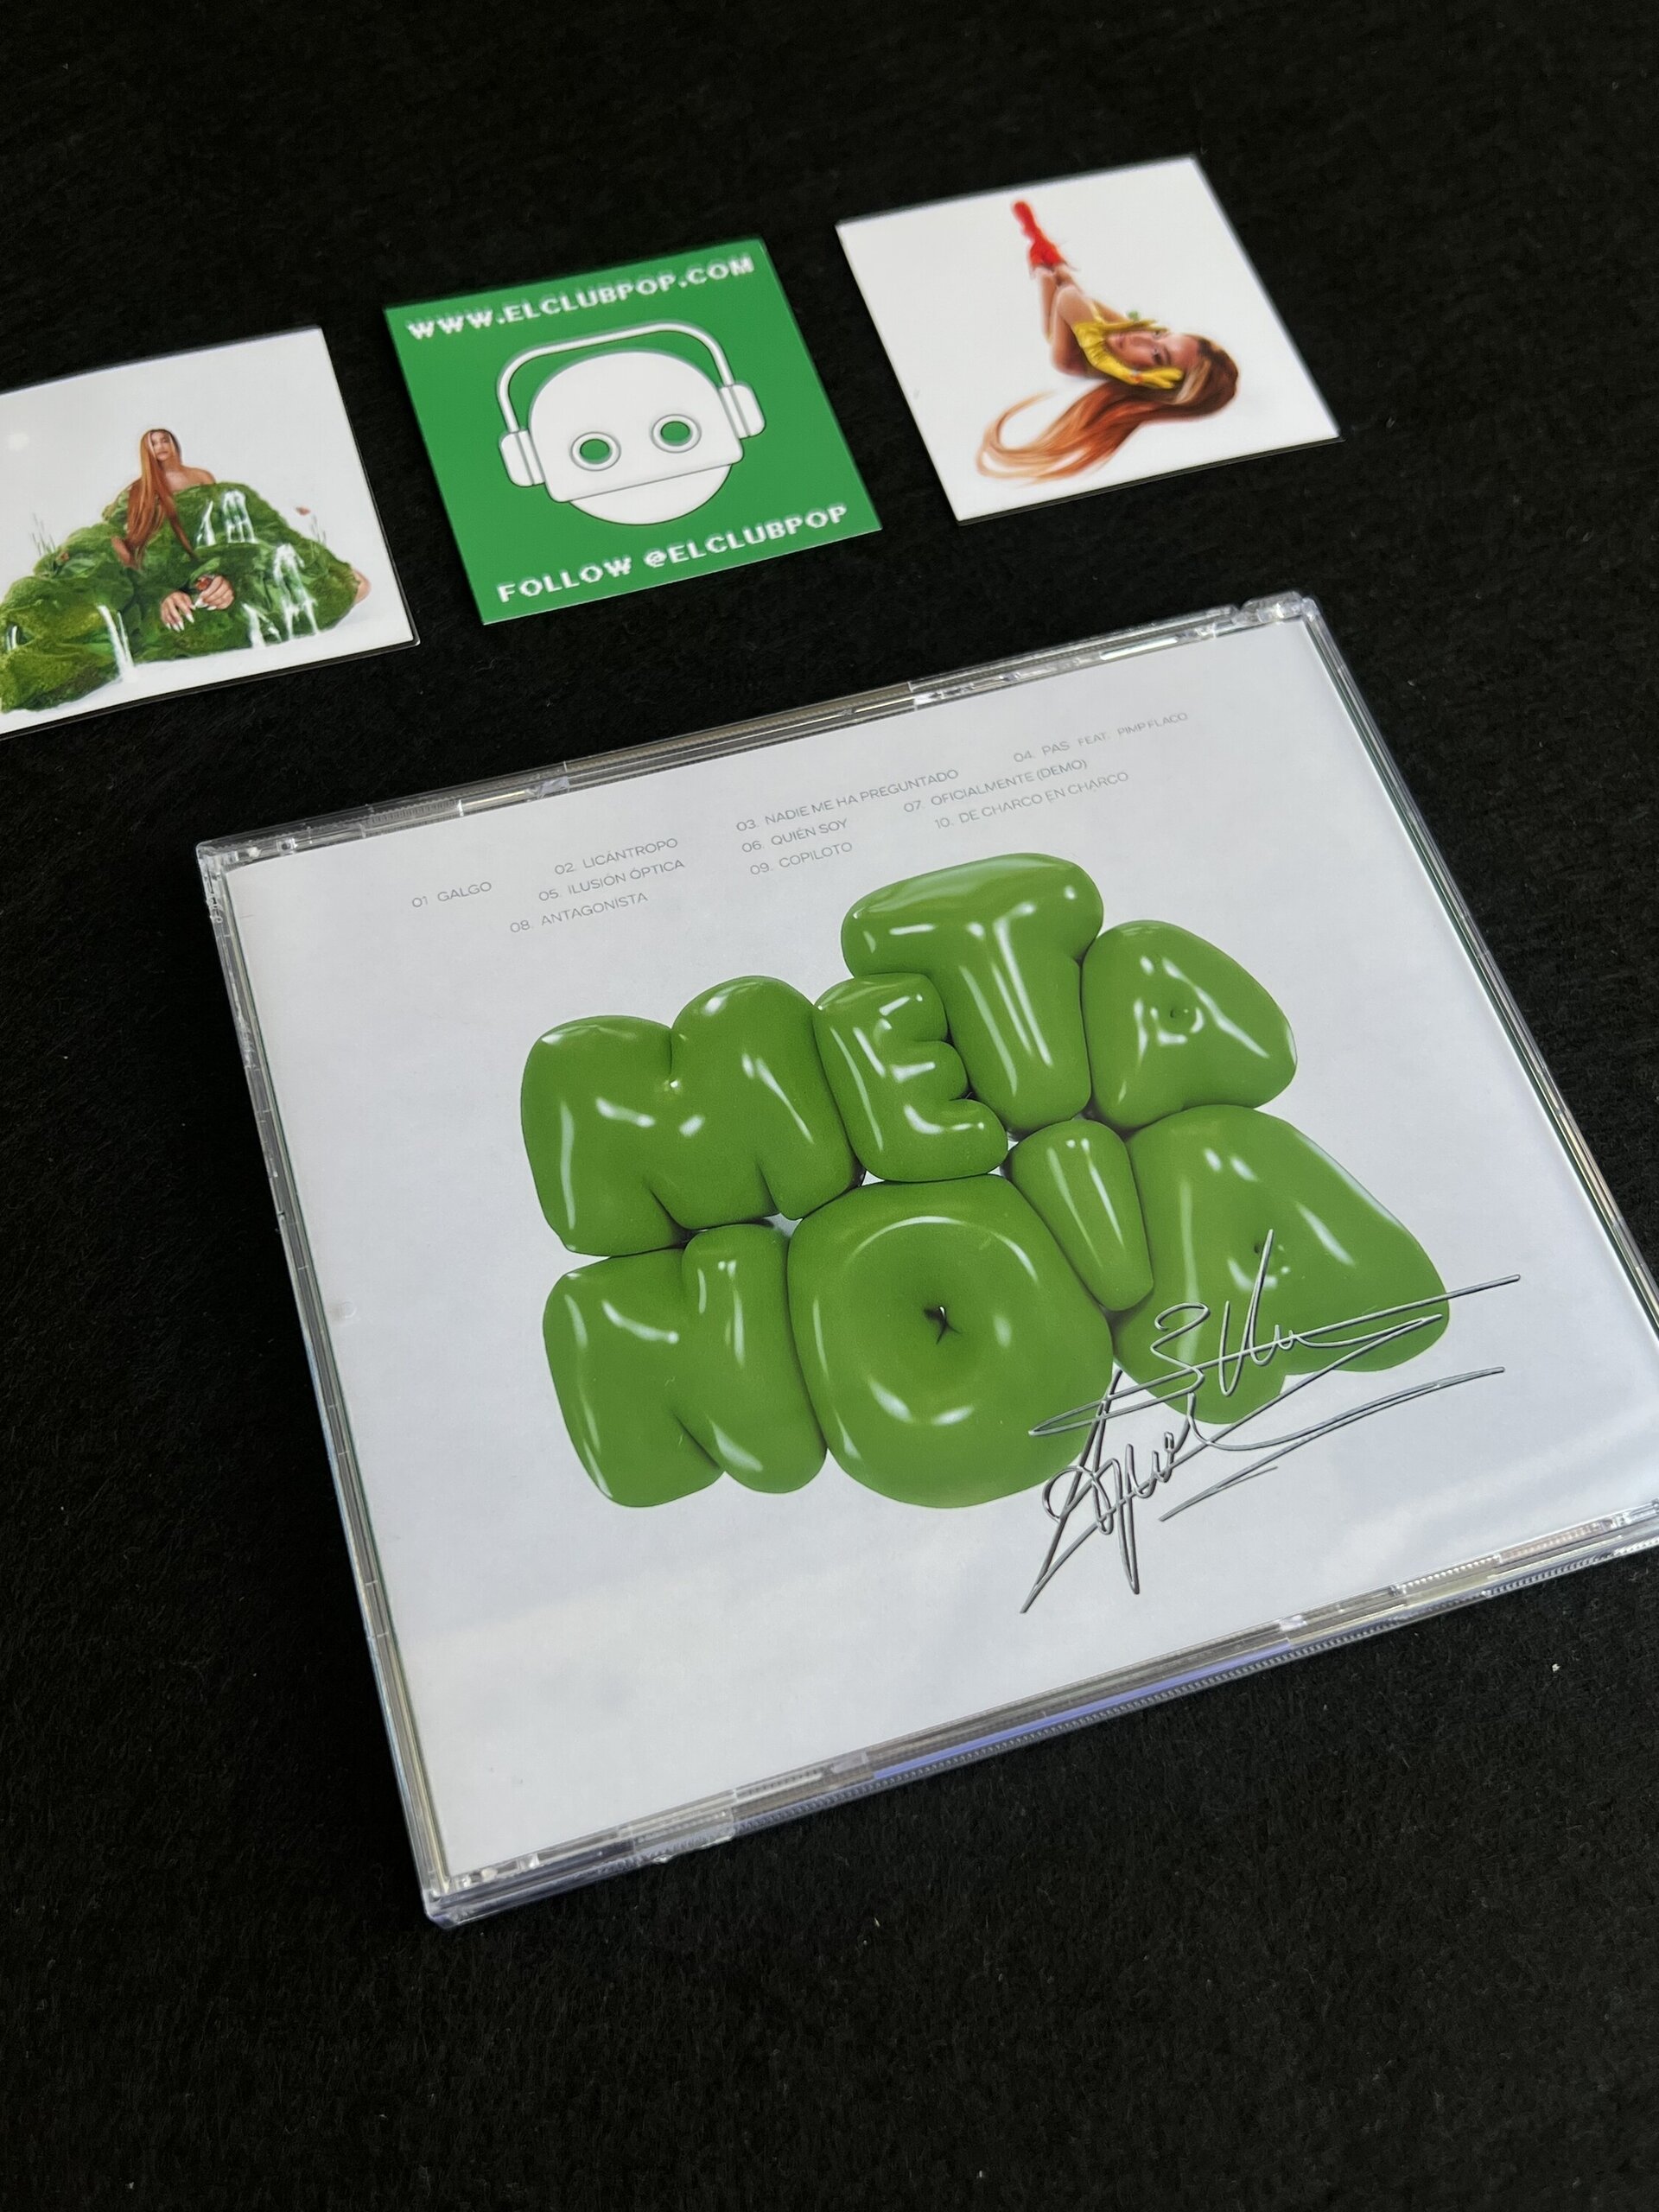 WWW.ELCLUBPOP.COM
FOLLOW @ELCLUBPOP
01 GALGO 02. LICÁNTROPO 03. NADIE ME HA PREGUNTADO 04. PAS FEAT. PIMP FLACO
05. ILUSIÓN ÓPTICA 06 QUIÉN SOY 07 OFICIALMENTE (DEMO)
08 ANTAGONISTA 09. COPILOTO 10. DE CHARCO EN CHARCO
META
NOIA